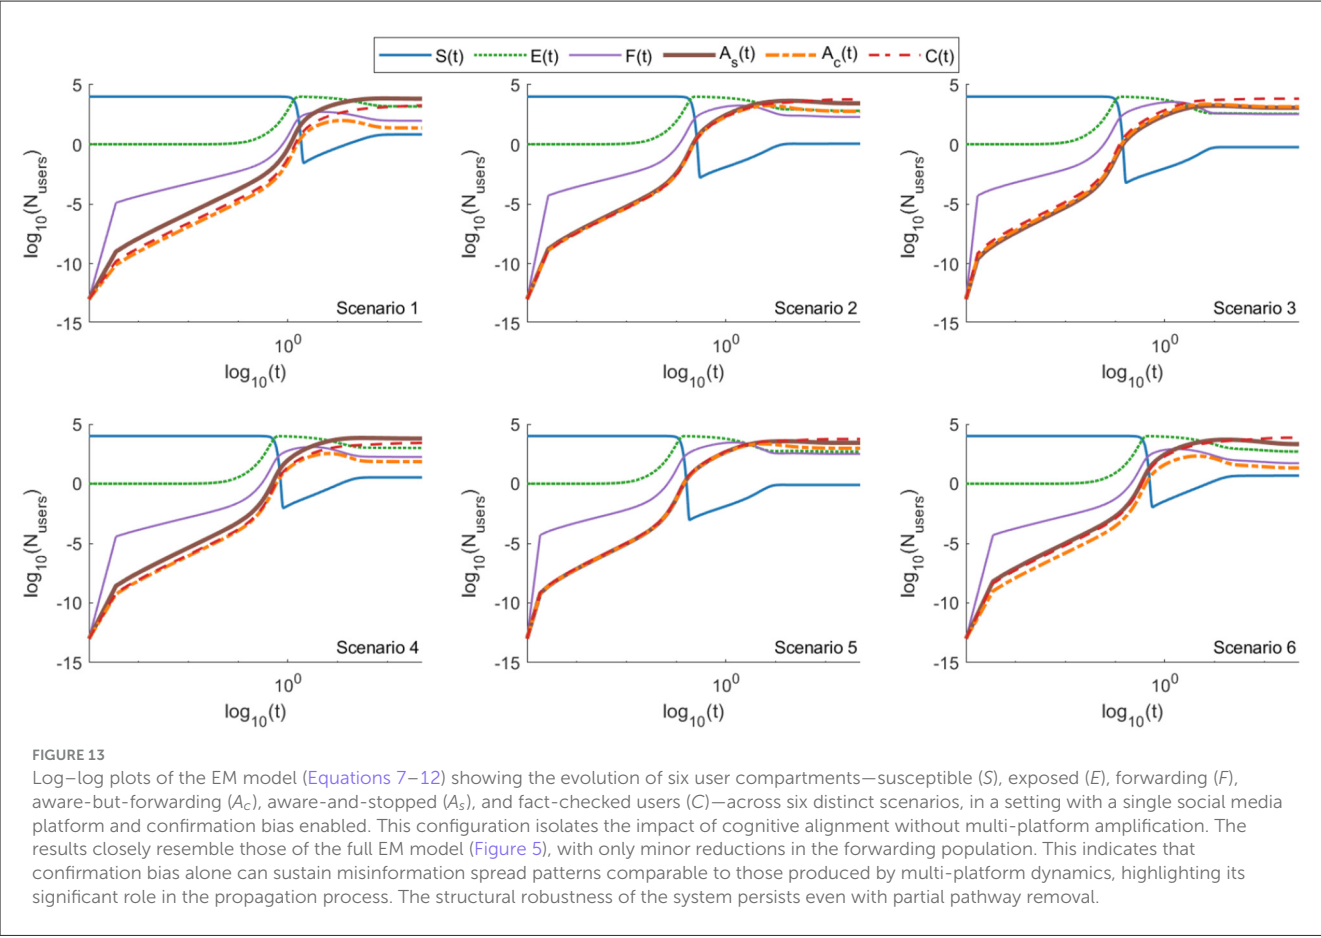 S(t) E(t) F(t) A_s(t) A_c(t) C(t)
5
0
-5
-10
-15
log10(N_users)
10^0
log10(t)
Scenario 1
5
0
-5
-10
-15
log10(N_users)
10^0
log10(t)
Scenario 2
5
0
-5
-10
-15
log10(N_users)
10^0
log10(t)
Scenario 3
5
0
-5
-10
-15
log10(N_users)
10^0
log10(t)
Scenario 4
5
0
-5
-10
-15
log10(N_users)
10^0
log10(t)
Scenario 5
5
0
-5
-10
-15
log10(N_users)
10^0
log10(t)
Scenario 6
FIGURE 13
Log–log plots of the EM model (Equations 7–12) showing the evolution of six user compartments—susceptible (S), exposed (E), forwarding (F),
aware-but-forwarding (Ac), aware-and-stopped (As), and fact-checked users (C)—across six distinct scenarios, in a setting with a single social media
platform and confirmation bias enabled. This configuration isolates the impact of cognitive alignment without multi-platform amplification. The
results closely resemble those of the full EM model (Figure 5), with only minor reductions in the forwarding population. This indicates that
confirmation bias alone can sustain misinformation spread patterns comparable to those produced by multi-platform dynamics, highlighting its
significant role in the propagation process. The structural robustness of the system persists even with partial pathway removal.